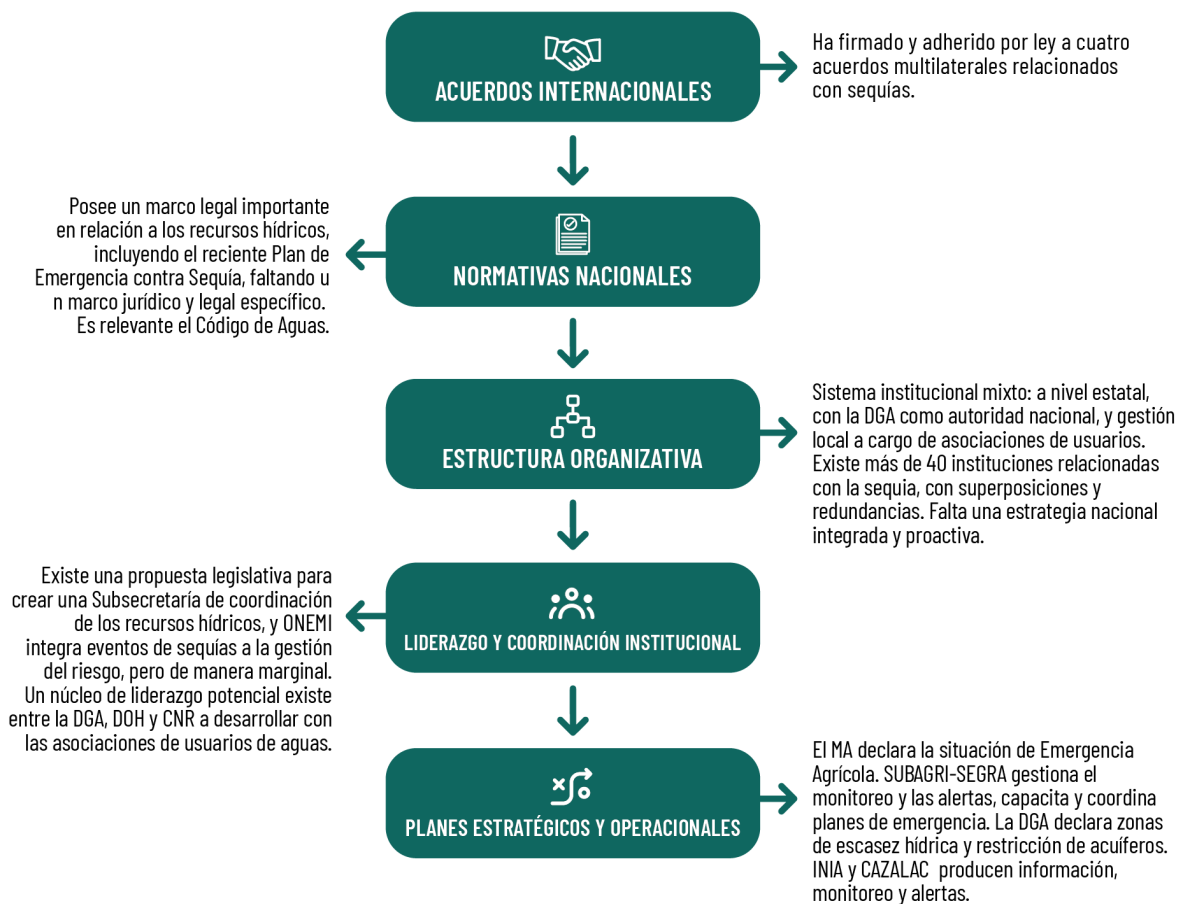 ACUERDOS INTERNACIONALES
Ha firmado y adherido por ley a cuatro
acuerdos multilaterales relacionados
con sequías.
Posee un marco legal importante
en relación a los recursos hídricos,
incluyendo el reciente Plan de
Emergencia contra Sequía, faltando u
n marco jurídico y legal específico.
Es relevante el Código de Aguas.
NORMATIVAS NACIONALES
ESTRUCTURA ORGANIZATIVA
Sistema institucional mixto: a nivel estatal,
con la DGA como autoridad nacional, y gestión
local a cargo de asociaciones de usuarios.
Existe más de 40 instituciones relacionadas
con la sequia, con superposiciones y
redundancias. Falta una estrategia nacional
integrada y proactiva.
Existe una propuesta legislativa para
crear una Subsecretaría de coordinación
de los recursos hídricos, y ONEMI
integra eventos de sequías a la gestión
del riesgo, pero de manera marginal.
Un núcleo de liderazgo potencial existe
entre la DGA, DOH y CNR a desarrollar con
las asociaciones de usuarios de aguas.
LIDERAZGO Y COORDINACIÓN INSTITUCIONAL
PLANES ESTRATÉGICOS Y OPERACIONALES
El MA declara la situación de Emergencia
Agrícola. SUBAGRI-SEGRA gestiona el
monitoreo y las alertas, capacita y coordina
planes de emergencia. La DGA declara zonas
de escasez hídrica y restricción de acuíferos.
INIA y CAZALAC producen información,
monitoreo y alertas.